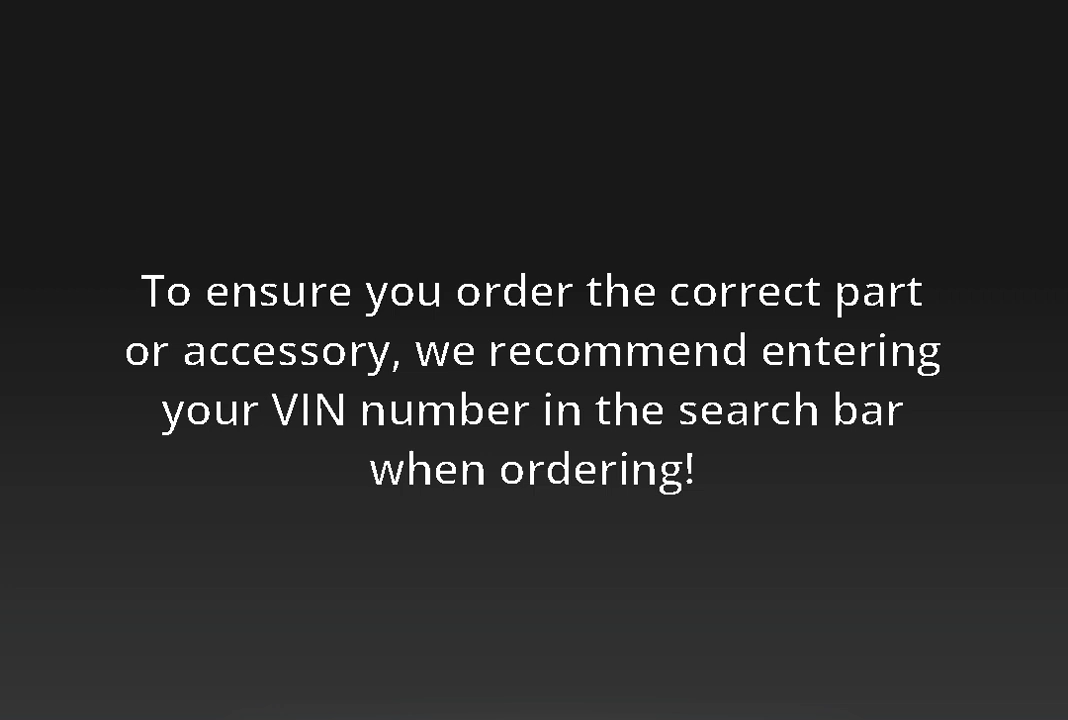 To ensure you order the correct part
or accessory, we recommend entering
your VIN number in the search bar
when ordering!